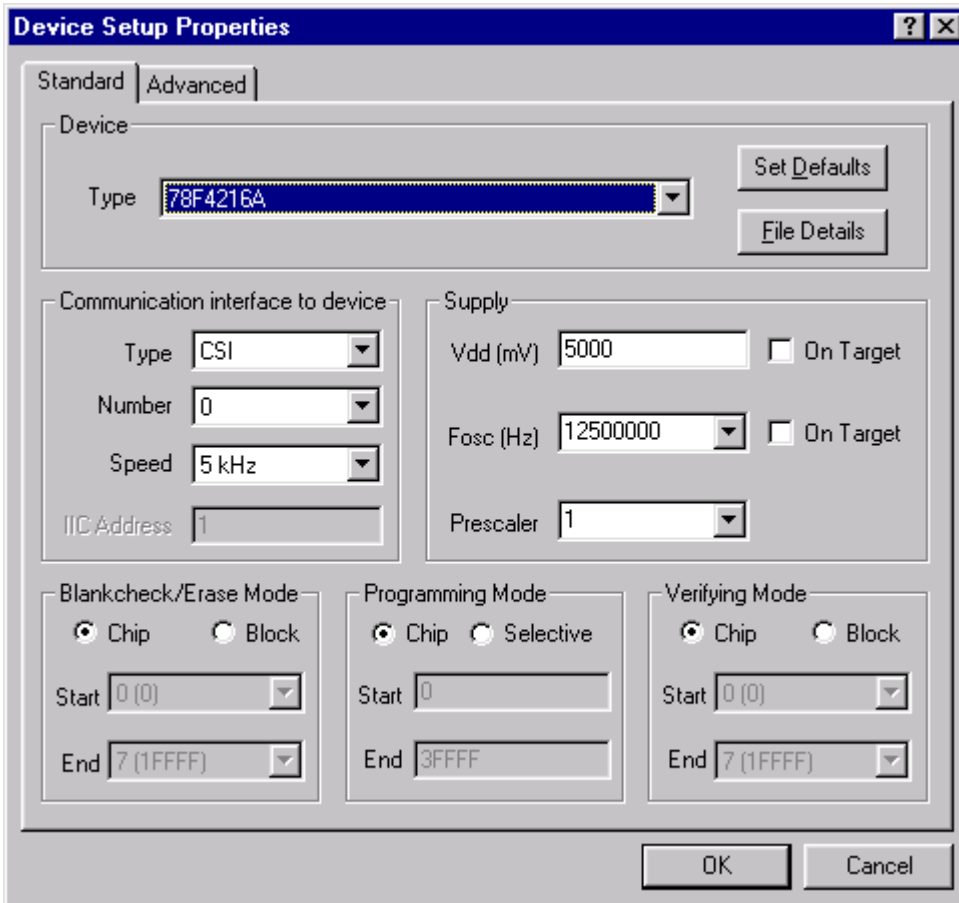 Device Setup Properties
Standard Advanced
Device
Type 78F4216A
Set Defaults
File Details
Communication interface to device
Type CSI
Number 0
Speed 5 kHz
IIC Address 1
Supply
Vdd (mV) 5000 On Target
Fosc (Hz) 12500000 On Target
Prescaler 1
Blankcheck/Erase Mode
Chip Block
Start 0 (0)
End 7 (1FFFF)
Programming Mode
Chip Selective
Start 0
End 3FFFF
Verifying Mode
Chip Block
Start 0 (0)
End 7 (1FFFF)
OK Cancel